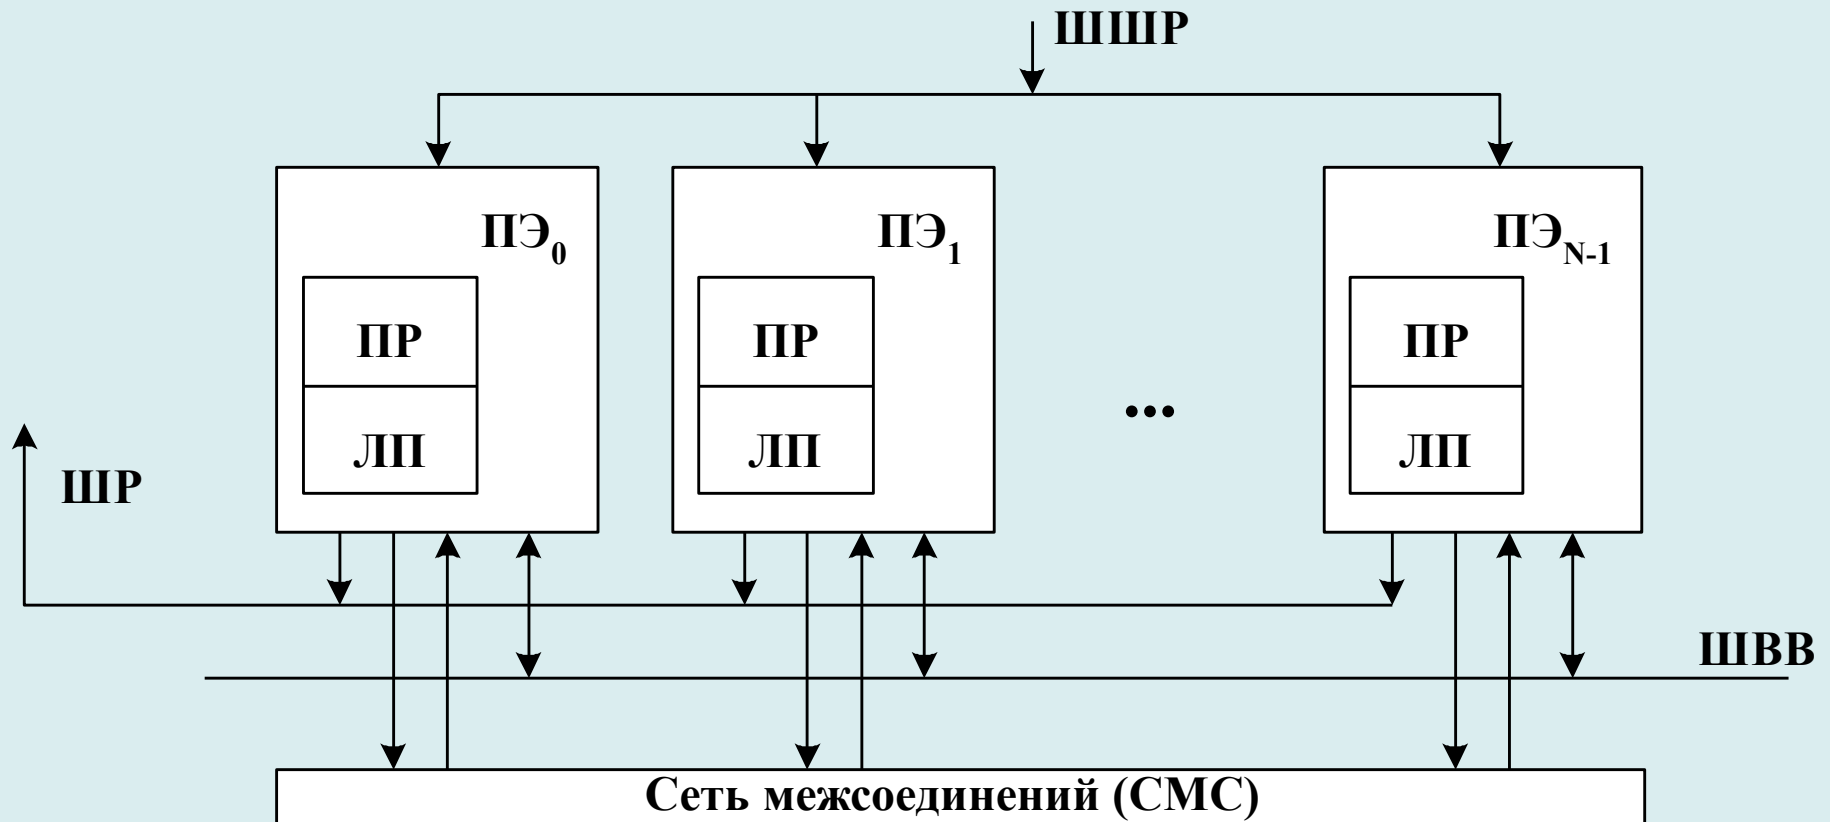 ШШР
ПЭ0 ПЭ1 ПЭN-1
ПР ПР ПР
...
ЛП ЛП ЛП
ШР
ШВВ
Сеть межсоединений (СМС)